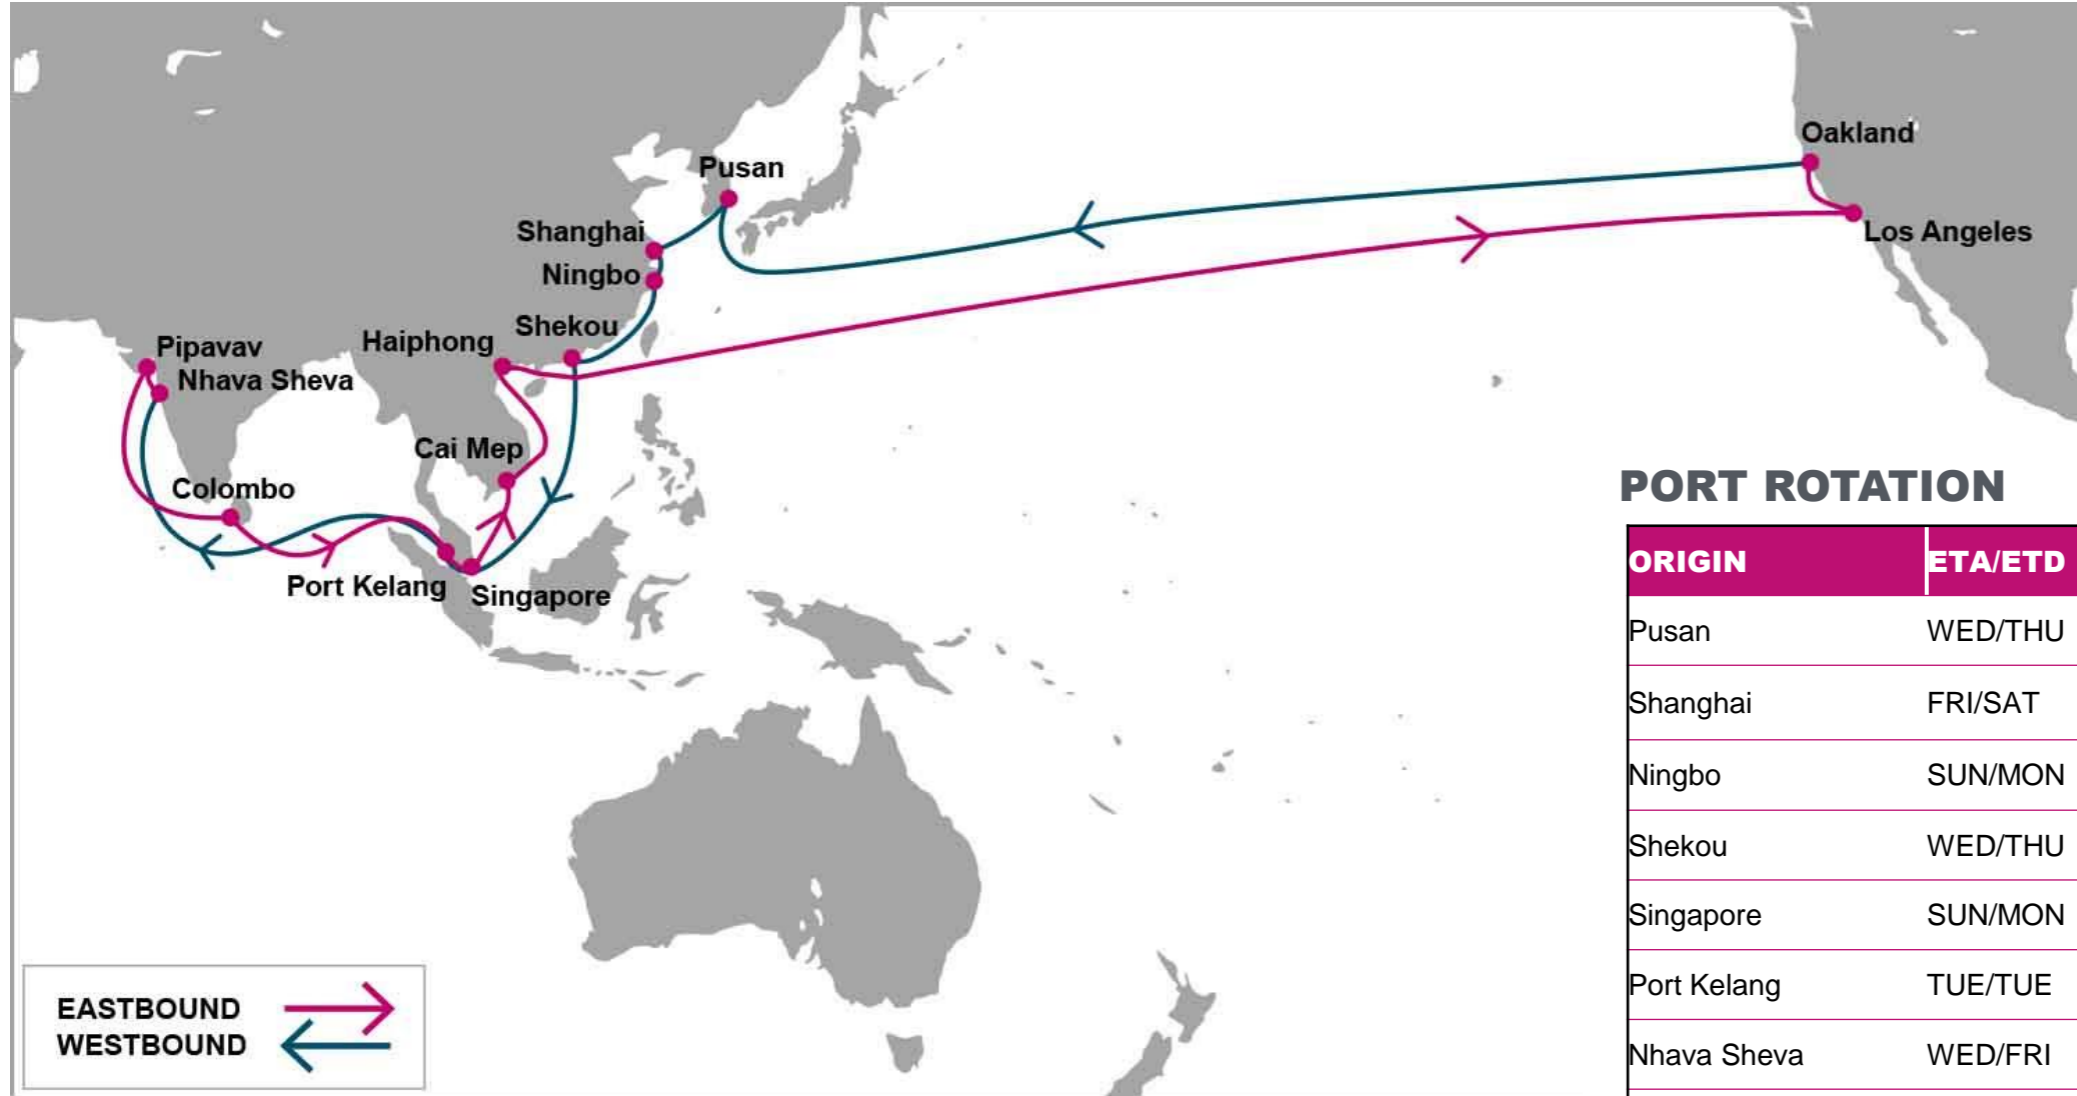 Oakland
Pusan
Los Angeles
Shanghai
Ningbo
Shekou
Haiphong
Pipavav
Nhava Sheva
Cai Mep
Colombo
Port Kelang
Singapore
PORT ROTATION
ORIGIN ETA/ETD
Pusan WED/THU
Shanghai FRI/SAT
Ningbo SUN/MON
Shekou WED/THU
Singapore SUN/MON
Port Kelang TUE/TUE
Nhava Sheva WED/FRI
EASTBOUND
WESTBOUND